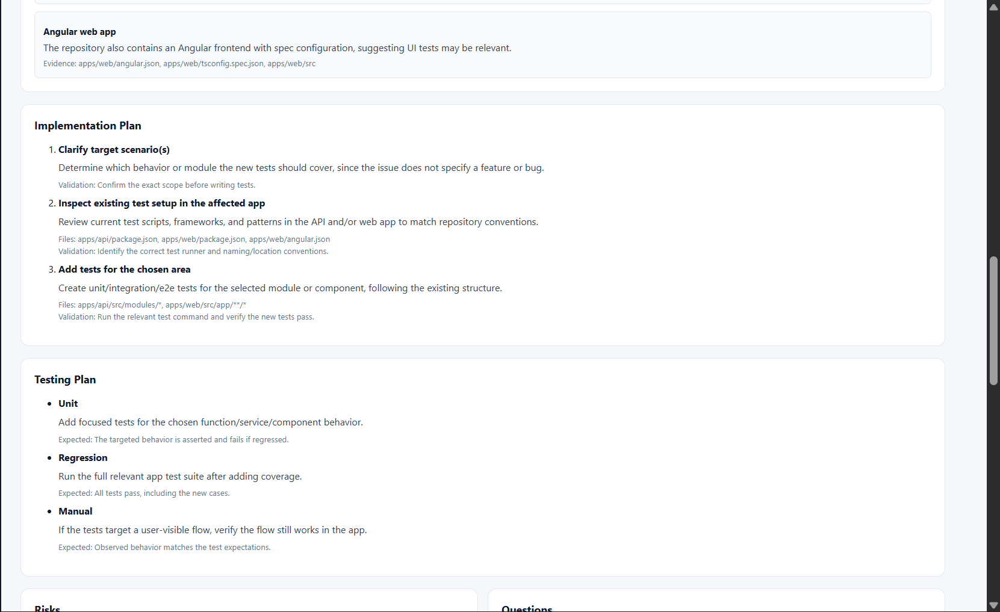 Angular web app
The repository also contains an Angular frontend with spec configuration, suggesting UI tests may be relevant.
Evidence: apps/web/angular.json, apps/web/tsconfig.spec.json, apps/web/src
Implementation Plan
1. Clarify target scenario(s)
Determine which behavior or module the new tests should cover, since the issue does not specify a feature or bug.
Validation: Confirm the exact scope before writing tests.
2. Inspect existing test setup in the affected app
Review current test scripts, frameworks, and patterns in the API and/or web app to match repository conventions.
Files: apps/api/package.json, apps/web/package.json, apps/web/angular.json
Validation: Identify the correct test runner and naming/location conventions.
3. Add tests for the chosen area
Create unit/integration/e2e tests for the selected module or component, following the existing structure.
Files: apps/api/src/modules/*, apps/web/src/app/**/*
Validation: Run the relevant test command and verify the new tests pass.
Testing Plan
• Unit
Add focused tests for the chosen function/service/component behavior.
Expected: The targeted behavior is asserted and fails if regressed.
• Regression
Run the full relevant app test suite after adding coverage.
Expected: All tests pass, including the new cases.
• Manual
If the tests target a user-visible flow, verify the flow still works in the app.
Expected: Observed behavior matches the test expectations.
Risks
Questions